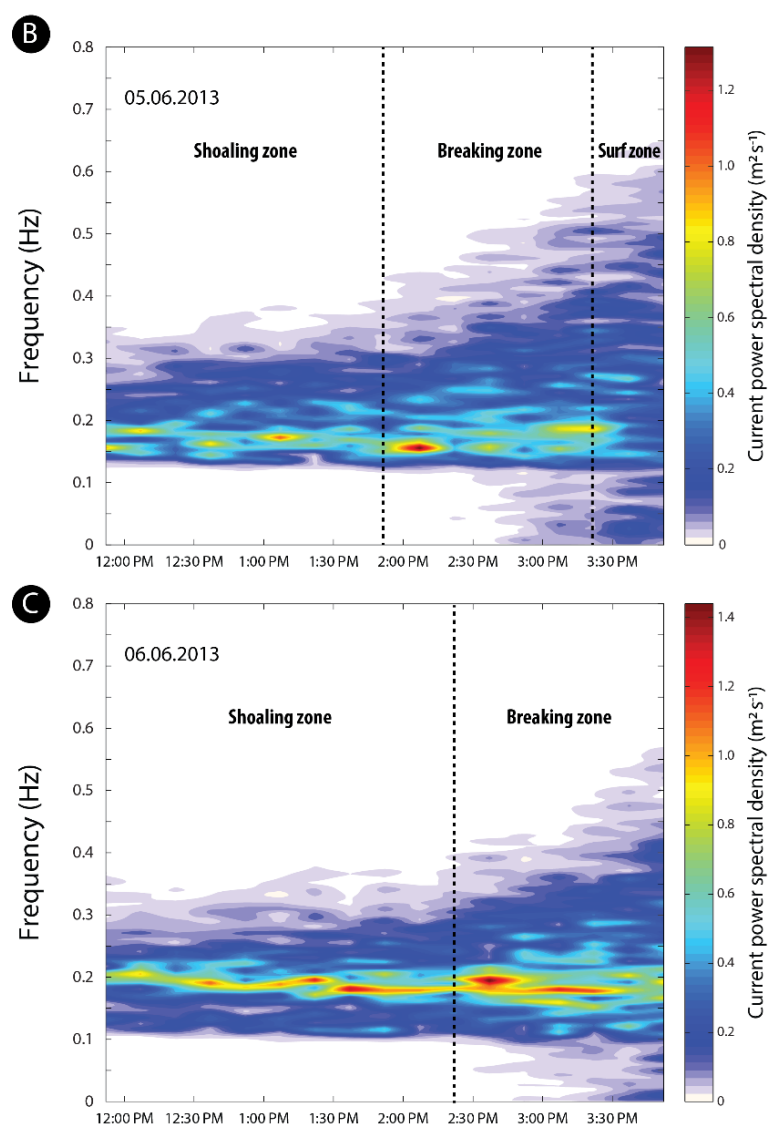 B
0.8
0.7
0.6
0.5
0.4
0.3
0.2
0.1
0
Frequency (Hz)
05.06.2013
Shoaling zone
Breaking zone
Surf zone
12:00 PM 12:30 PM 1:00 PM 1:30 PM 2:00 PM 2:30 PM 3:00 PM 3:30 PM
1.2
1.0
0.8
0.6
0.4
0.2
0
Current power spectral density (m² s⁻¹)
C
0.8
0.7
0.6
0.5
0.4
0.3
0.2
0.1
0
Frequency (Hz)
06.06.2013
Shoaling zone
Breaking zone
12:00 PM 12:30 PM 1:00 PM 1:30 PM 2:00 PM 2:30 PM 3:00 PM 3:30 PM
1.4
1.2
1.0
0.8
0.6
0.4
0.2
0
Current power spectral density (m² s⁻¹)